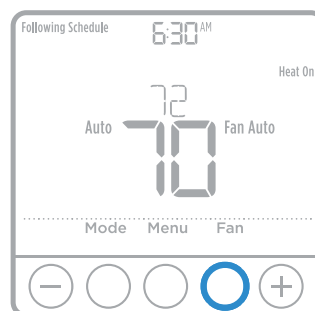 Following Schedule 6:30 AM
Heat On
72
Auto 70 Fan Auto
Mode Menu Fan
− +